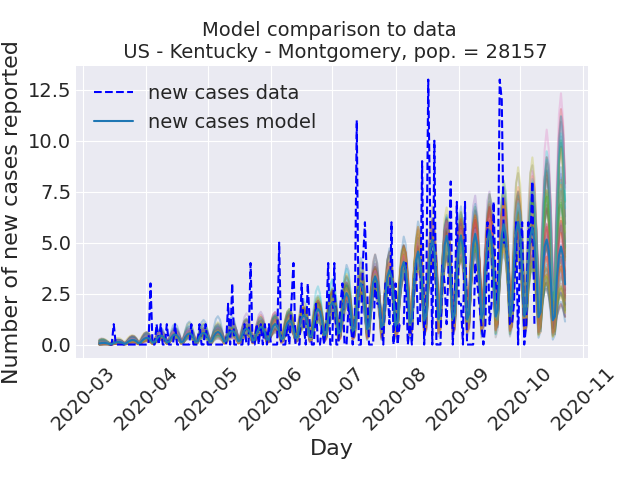 Model comparison to data
US - Kentucky - Montgomery, pop. = 28157
Number of new cases reported
12.5
10.0
7.5
5.0
2.5
0.0
new cases data
new cases model
2020-03
2020-04
2020-05
2020-06
2020-07
2020-08
2020-09
2020-10
2020-11
Day